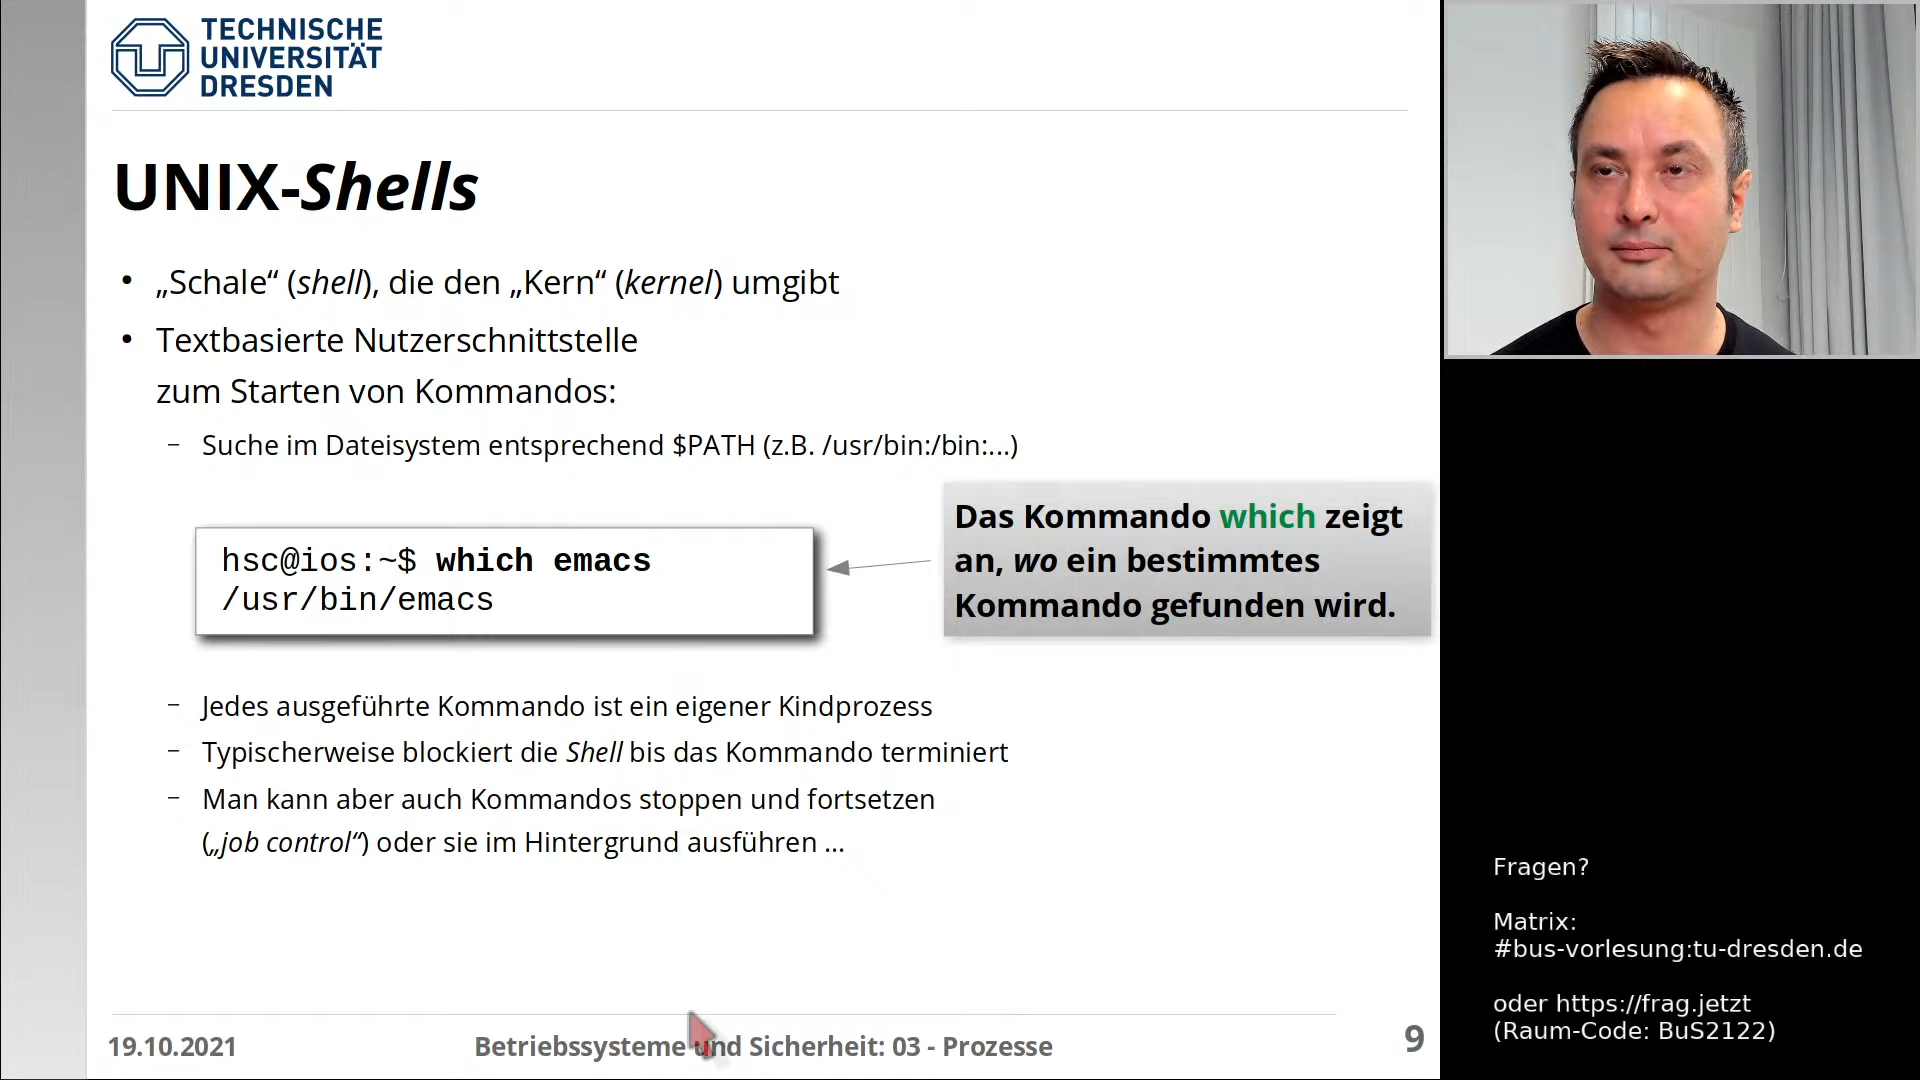 TECHNISCHE
UNIVERSITÄT
DRESDEN
UNIX-Shells
• „Schale“ (shell), die den „Kern“ (kernel) umgibt
• Textbasierte Nutzerschnittstelle
zum Starten von Kommandos:
– Suche im Dateisystem entsprechend $PATH (z.B. /usr/bin:/bin:...)
hsc@ios:~$ which emacs
/usr/bin/emacs
Das Kommando which zeigt
an, wo ein bestimmtes
Kommando gefunden wird.
– Jedes ausgeführte Kommando ist ein eigener Kindprozess
– Typischerweise blockiert die Shell bis das Kommando terminiert
– Man kann aber auch Kommandos stoppen und fortsetzen
(„job control“) oder sie im Hintergrund ausführen ...
19.10.2021
Betriebssysteme und Sicherheit: 03 - Prozesse
9
Fragen?
Matrix:
#bus-vorlesung:tu-dresden.de
oder https://frag.jetzt
(Raum-Code: BuS2122)